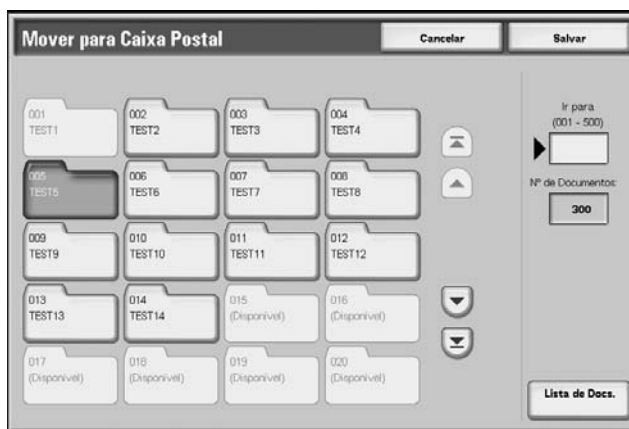 Mover para Caixa Postal
Cancelar
Salvar
001
TEST1
002
TEST2
003
TEST3
004
TEST4
005
TEST5
006
TEST6
007
TEST7
008
TEST8
009
TEST9
010
TEST10
011
TEST11
012
TEST12
013
TEST13
014
TEST14
015
(Disponível)
016
(Disponível)
017
(Disponível)
018
(Disponível)
019
(Disponível)
020
(Disponível)
Ir para
(001 - 500)
Nº de Documentos:
300
Lista de Docs.